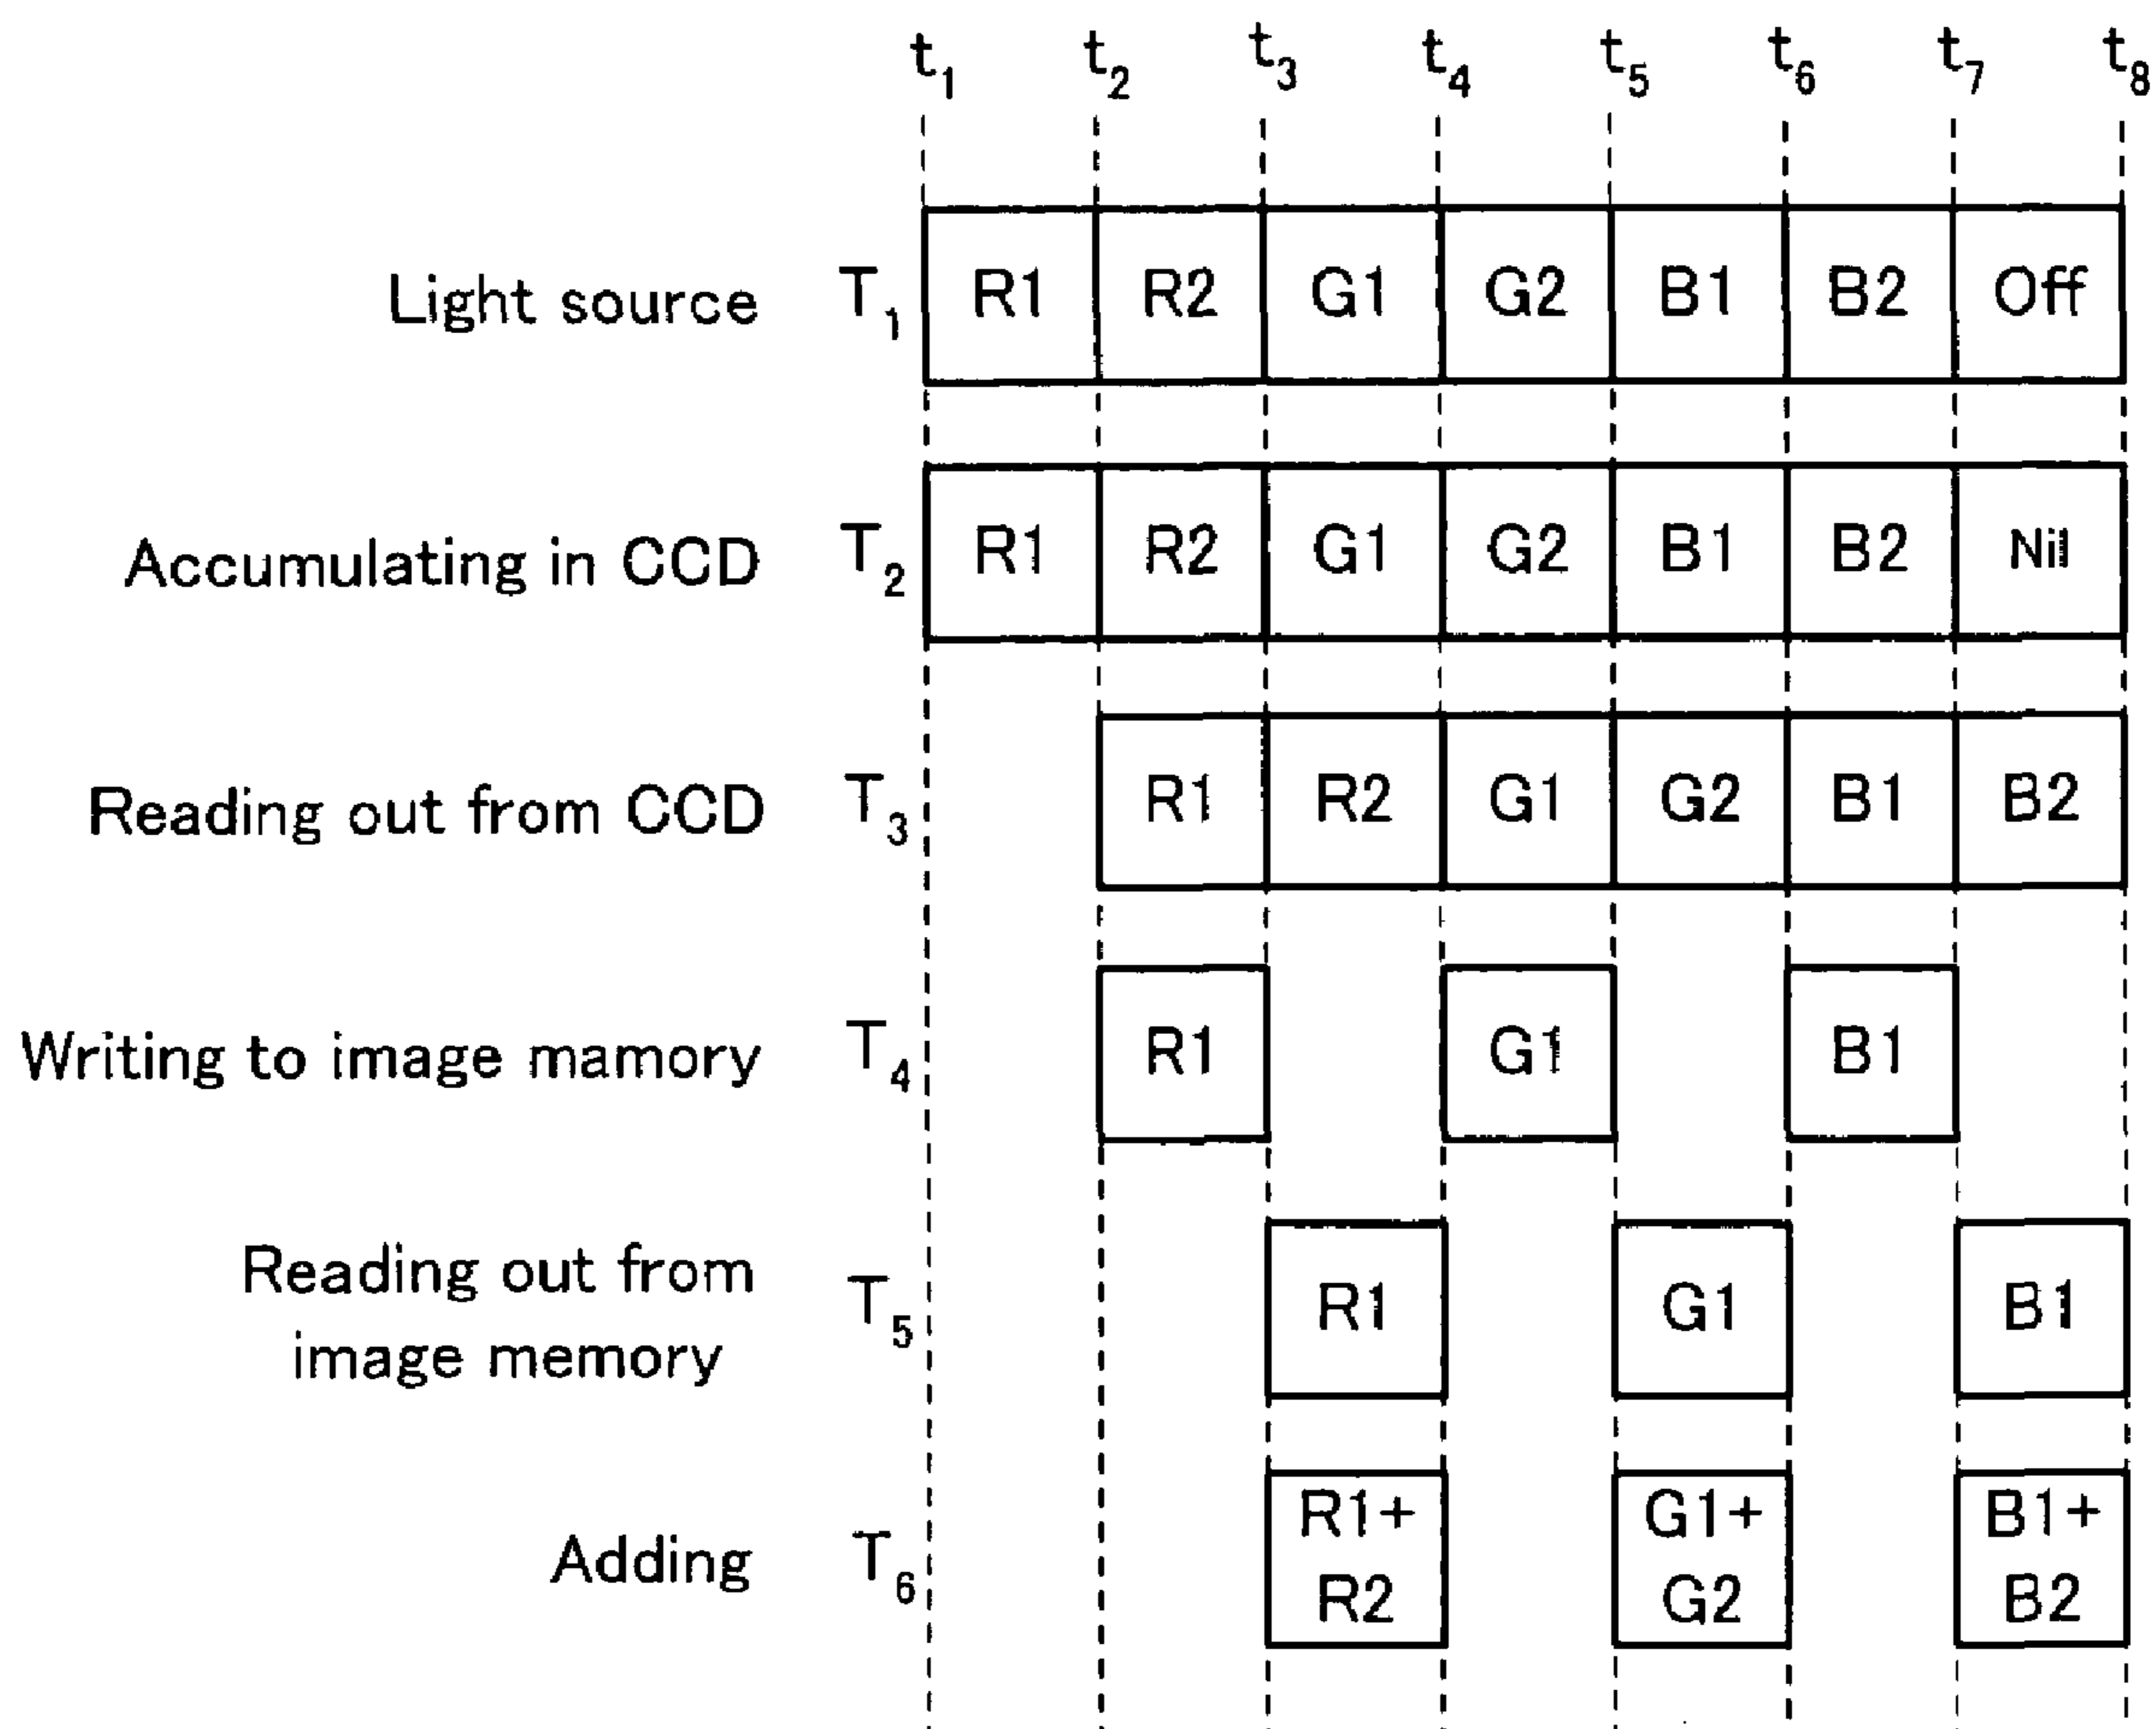 t1 t2 t3 t4 t5 t6 t7 t8
Light source T1 R1 R2 G1 G2 B1 B2 Off
Accumulating in CCD T2 R1 R2 G1 G2 B1 B2 Nil
Reading out from CCD T3 R1 R2 G1 G2 B1 B2
Writing to image mamory T4 R1 G1 B1
Reading out from
image memory T5 R1 G1 B1
Adding T6 R1+ G1+ B1+
R2 G2 B2